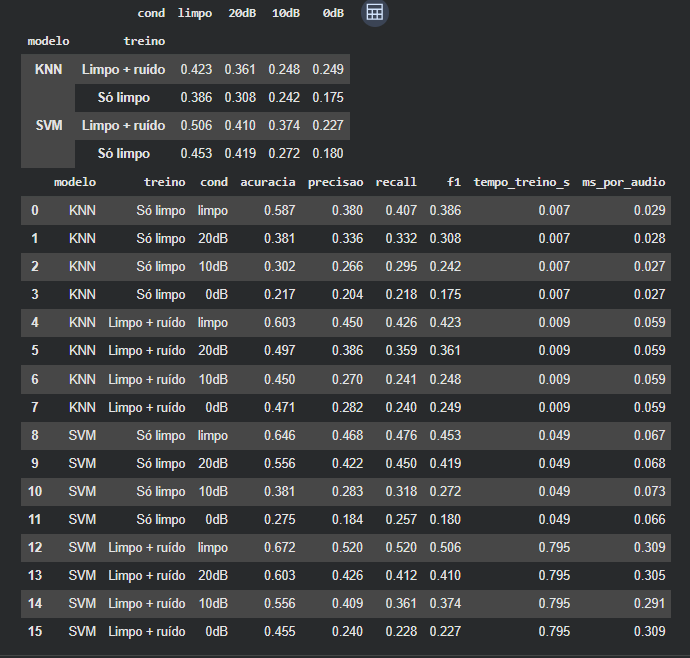 cond limpo 20dB 10dB 0dB
modelo treino
KNN Limpo + ruído 0.423 0.361 0.248 0.249
Só limpo 0.386 0.308 0.242 0.175
SVM Limpo + ruído 0.506 0.410 0.374 0.227
Só limpo 0.453 0.419 0.272 0.180
modelo treino cond acuracia precisao recall f1 tempo_treino_s ms_por_audio
0 KNN Só limpo limpo 0.587 0.380 0.407 0.386 0.007 0.029
1 KNN Só limpo 20dB 0.381 0.336 0.332 0.308 0.007 0.028
2 KNN Só limpo 10dB 0.302 0.266 0.295 0.242 0.007 0.027
3 KNN Só limpo 0dB 0.217 0.204 0.218 0.175 0.007 0.027
4 KNN Limpo + ruído limpo 0.603 0.450 0.426 0.423 0.009 0.059
5 KNN Limpo + ruído 20dB 0.497 0.386 0.359 0.361 0.009 0.059
6 KNN Limpo + ruído 10dB 0.450 0.270 0.241 0.248 0.009 0.059
7 KNN Limpo + ruído 0dB 0.471 0.282 0.240 0.249 0.009 0.059
8 SVM Só limpo limpo 0.646 0.468 0.476 0.453 0.049 0.067
9 SVM Só limpo 20dB 0.556 0.422 0.450 0.419 0.049 0.068
10 SVM Só limpo 10dB 0.381 0.283 0.318 0.272 0.049 0.073
11 SVM Só limpo 0dB 0.275 0.184 0.257 0.180 0.049 0.066
12 SVM Limpo + ruído limpo 0.672 0.520 0.520 0.506 0.795 0.309
13 SVM Limpo + ruído 20dB 0.603 0.426 0.412 0.410 0.795 0.305
14 SVM Limpo + ruído 10dB 0.556 0.409 0.361 0.374 0.795 0.291
15 SVM Limpo + ruído 0dB 0.455 0.240 0.228 0.227 0.795 0.309